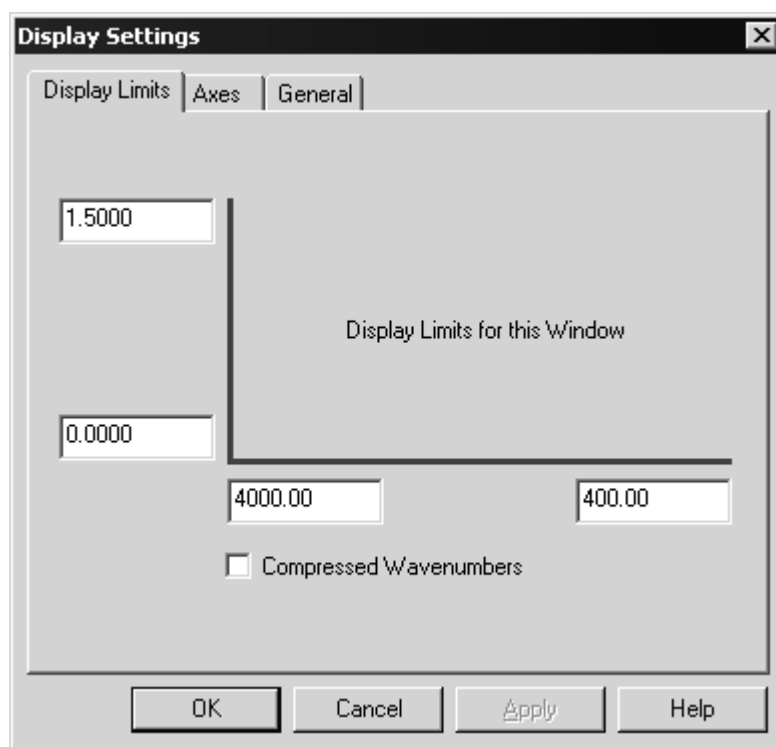 Display Settings
Display Limits Axes General
1.5000
Display Limits for this Window
0.0000
4000.00 400.00
Compressed Wavenumbers
OK Cancel Apply Help